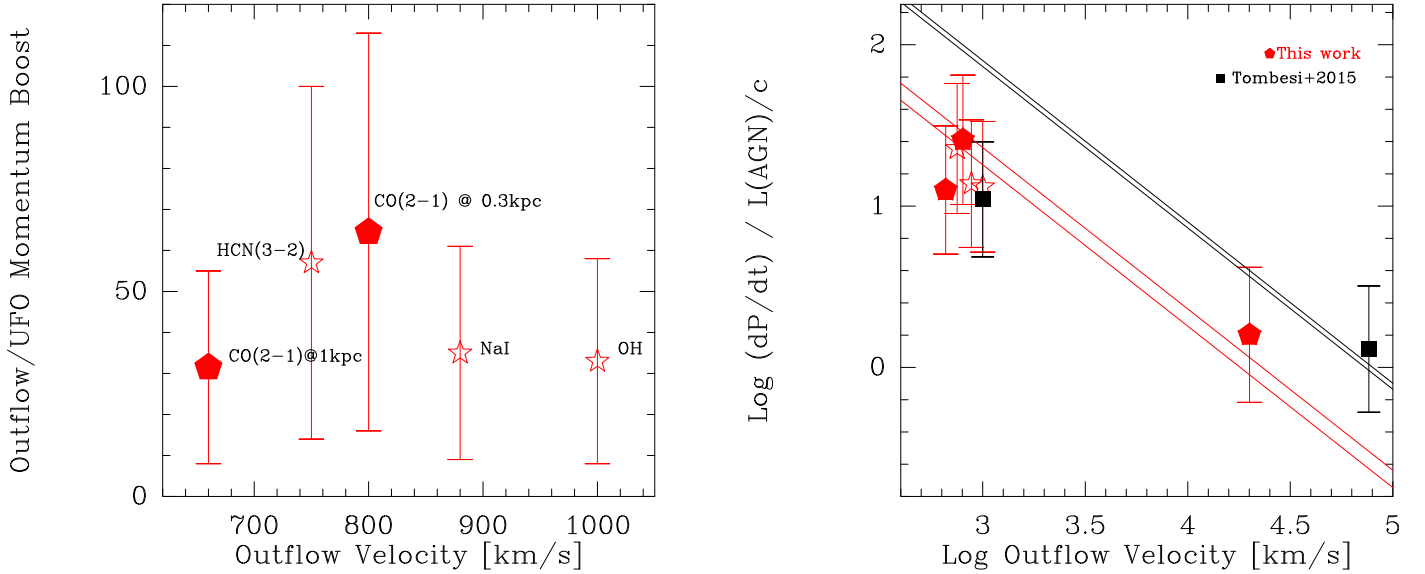 Outflow/UFO Momentum Boost
100
50
0
CO(2−1) @ 0.3kpc
HCN(3−2)
CO(2−1)@1kpc
NaI
OH
700 800 900 1000
Outflow Velocity [km/s]
Log (dP/dt) / L(AGN)/c
2
1
0
This work
Tombesi+2015
3 3.5 4 4.5 5
Log Outflow Velocity [km/s]